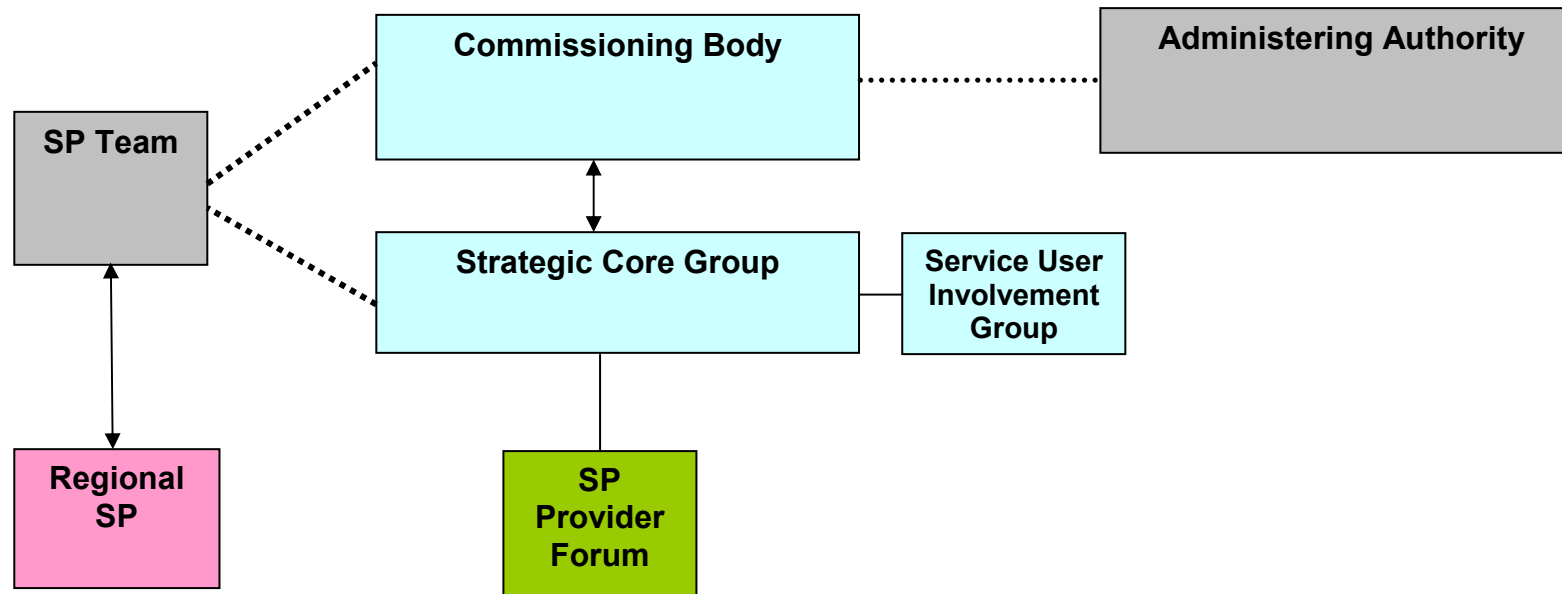 Commissioning Body
Administering Authority
SP Team
Strategic Core Group
Service User
Involvement
Group
Regional
SP
SP
Provider
Forum